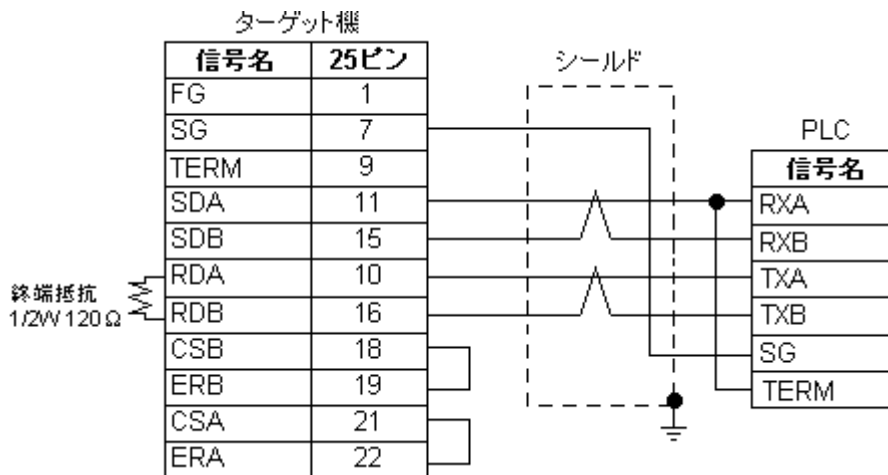 ターゲット機
信号名 25ピン
FG 1
SG 7
TERM 9
SDA 11
SDB 15
RDA 10
RDB 16
CSB 18
ERB 19
CSA 21
ERA 22
終端抵抗
1/2W 120Ω
シールド
PLC
信号名
RXA
RXB
TXA
TXB
SG
TERM